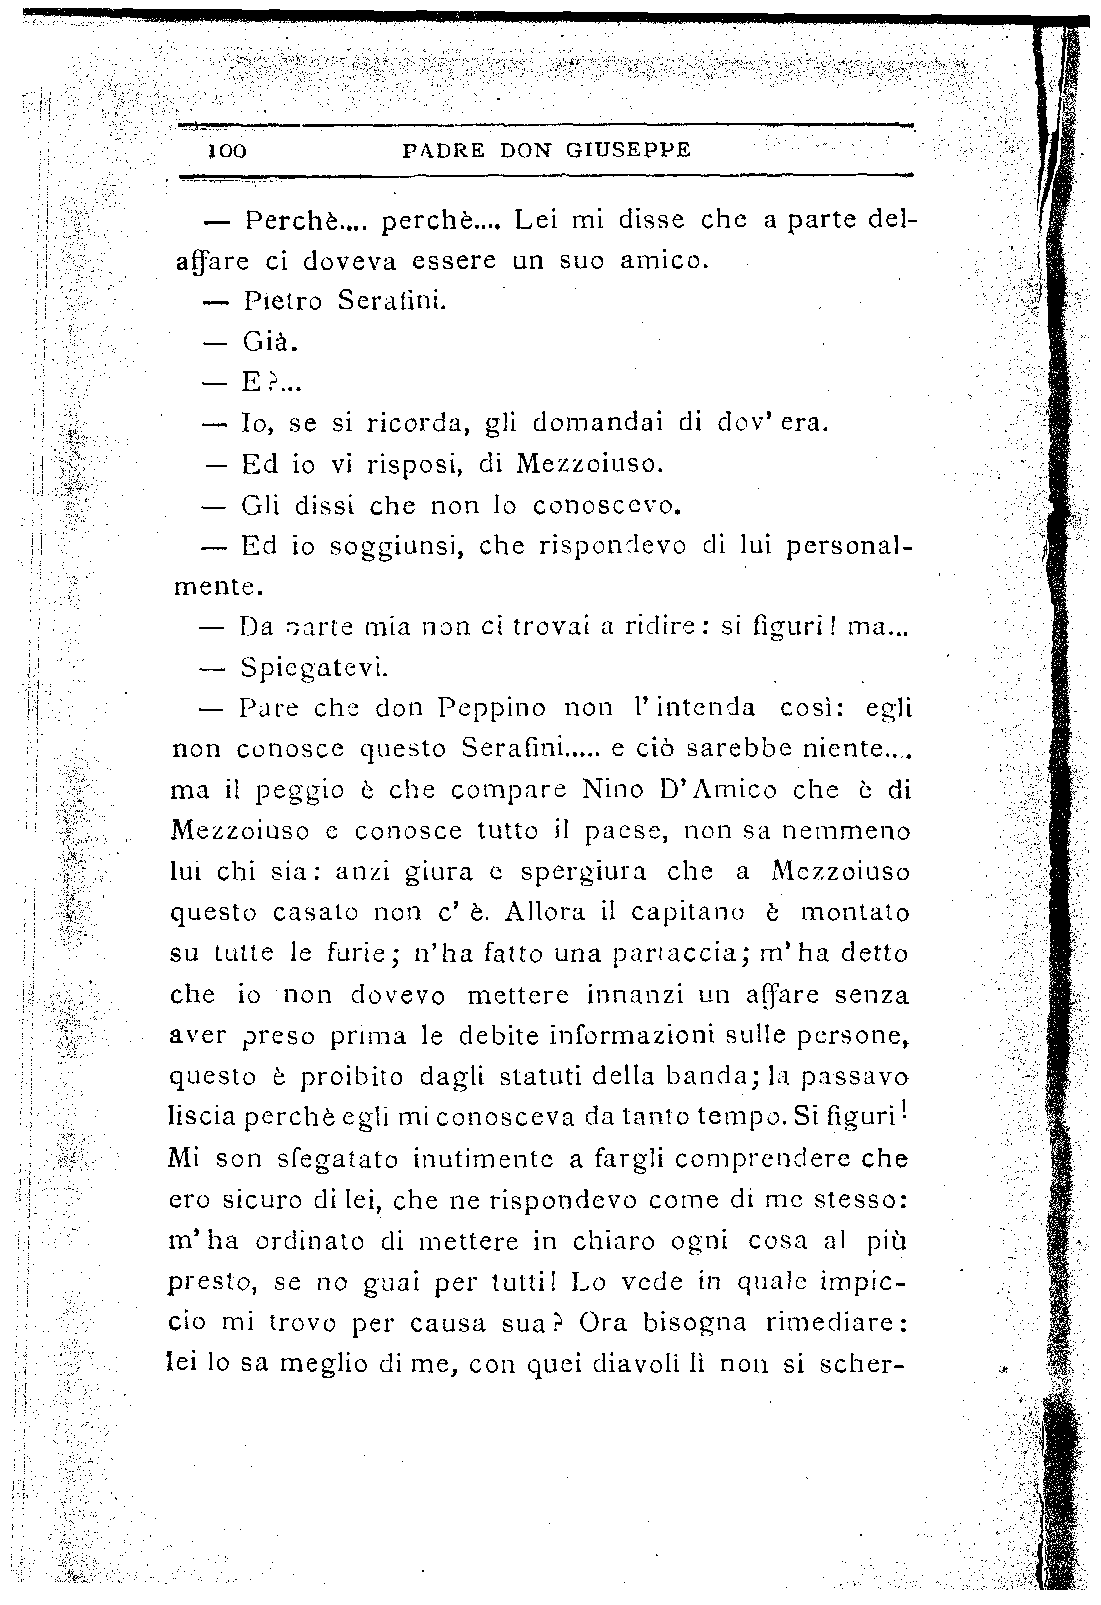 100 PADRE DON GIUSEPPE
— Perchè.... perchè.... Lei mi disse che a parte del-
affare ci doveva essere un suo amico.
— Pietro Serafini.
— Già.
— E?...
— Io, se si ricorda, gli domandai di dov' era.
— Ed io vi risposi, di Mezzoiuso.
— Gli dissi che non lo conoscevo.
— Ed io soggiunsi, che rispondevo di lui personal-
mente.
— Da parte mia non ci trovai a ridire: si figuri! ma...
— Spiegatevi.
— Pare che don Peppino non l' intenda così: egli
non conosce questo Serafini..... e ciò sarebbe niente...
ma il peggio è che compare Nino D'Amico che è di
Mezzoiuso e conosce tutto il paese, non sa nemmeno
lui chi sia: anzi giura e spergiura che a Mezzoiuso
questo casato non c' è. Allora il capitano è montato
su tutte le furie; n'ha fatto una partaccia; m' ha detto
che io non dovevo mettere innanzi un affare senza
aver preso prima le debite informazioni sulle persone,
questo è proibito dagli statuti della banda; la passavo
liscia perchè egli mi conosceva da tanto tempo. Si figuri!
Mi son sfegatato inutimente a fargli comprendere che
ero sicuro di lei, che ne rispondevo come di me stesso:
m' ha ordinato di mettere in chiaro ogni cosa al più
presto, se no guai per tutti! Lo vede in quale impic-
cio mi trovo per causa sua? Ora bisogna rimediare:
lei lo sa meglio di me, con quei diavoli lì non si scher-